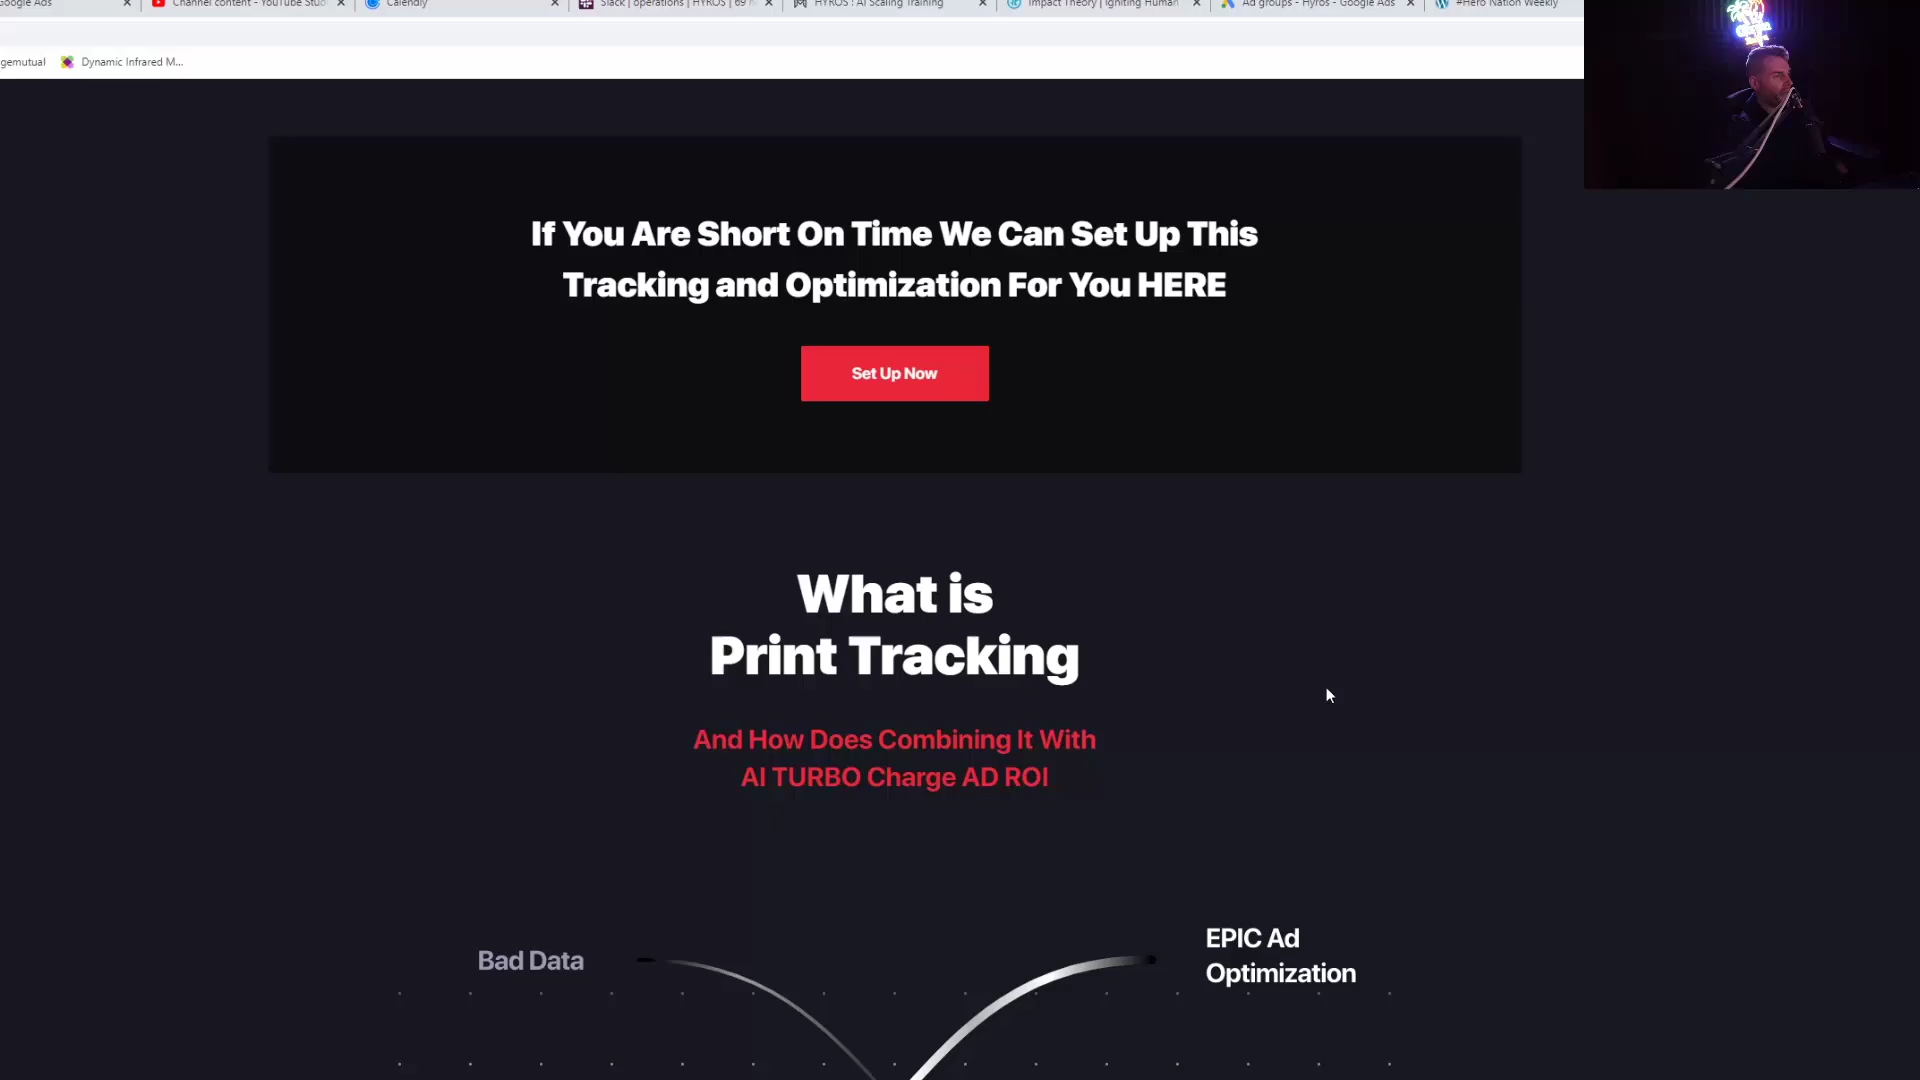 Google Ads
Channel content - YouTube Stud
Calendly
Slack | operations | HYROS | 69 n
HYROS : AI Scaling Training
Impact Theory | Igniting Human
Ad groups - Hyros - Google Ads
#Hero Nation Weekly
gemutual
Dynamic Infrared M...
If You Are Short On Time We Can Set Up This
Tracking and Optimization For You HERE
Set Up Now
What is
Print Tracking
And How Does Combining It With
AI TURBO Charge AD ROI
Bad Data
EPIC Ad
Optimization